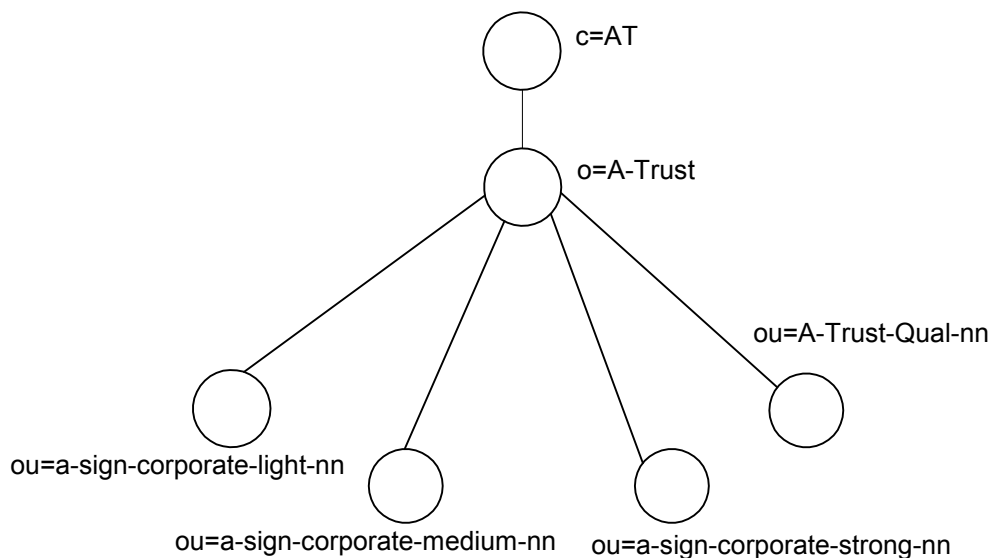 c=AT
o=A-Trust
ou=A-Trust-Qual-nn
ou=a-sign-corporate-light-nn
ou=a-sign-corporate-medium-nn
ou=a-sign-corporate-strong-nn